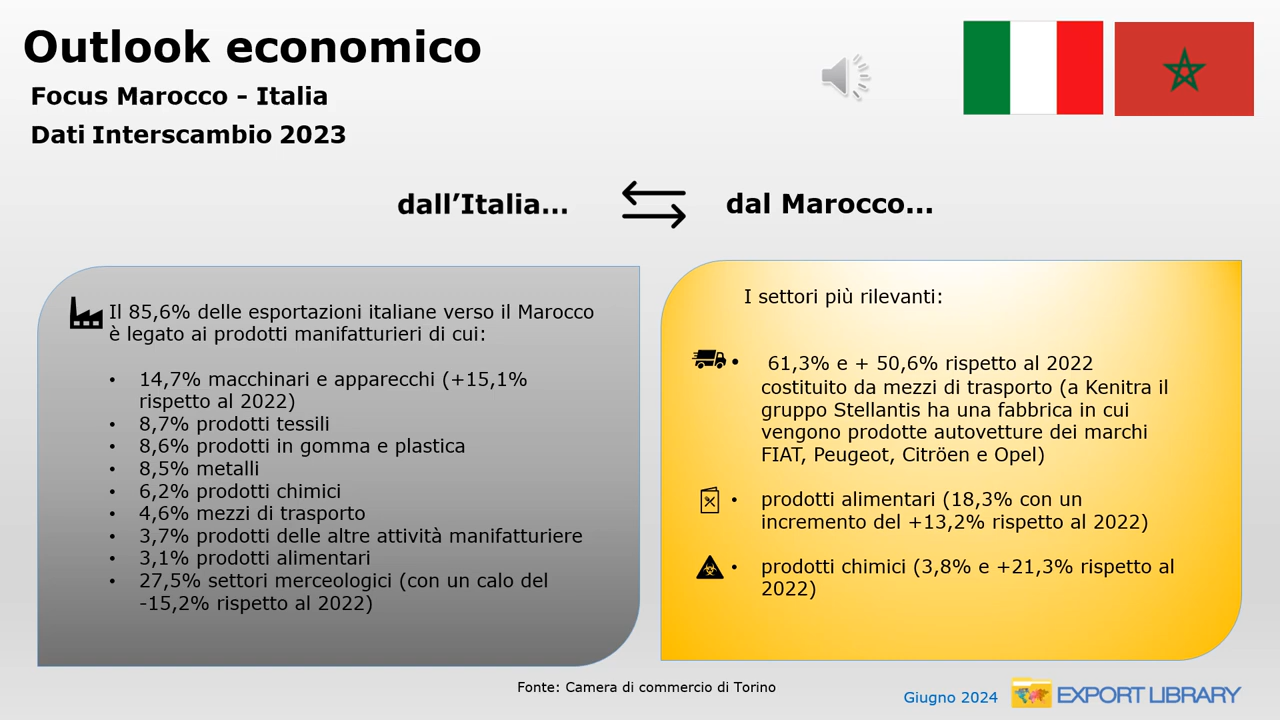 Outlook economico
Focus Marocco - Italia
Dati Interscambio 2023
dall’Italia...
dal Marocco...
Il 85,6% delle esportazioni italiane verso il Marocco
è legato ai prodotti manifatturieri di cui:
• 14,7% macchinari e apparecchi (+15,1%
rispetto al 2022)
• 8,7% prodotti tessili
• 8,6% prodotti in gomma e plastica
• 8,5% metalli
• 6,2% prodotti chimici
• 4,6% mezzi di trasporto
• 3,7% prodotti delle altre attività manifatturiere
• 3,1% prodotti alimentari
• 27,5% settori merceologici (con un calo del
-15,2% rispetto al 2022)
I settori più rilevanti:
• 61,3% e + 50,6% rispetto al 2022
costituito da mezzi di trasporto (a Kenitra il
gruppo Stellantis ha una fabbrica in cui
vengono prodotte autovetture dei marchi
FIAT, Peugeot, Citröen e Opel)
• prodotti alimentari (18,3% con un
incremento del +13,2% rispetto al 2022)
• prodotti chimici (3,8% e +21,3% rispetto al
2022)
Fonte: Camera di commercio di Torino
Giugno 2024
EXPORT LIBRARY